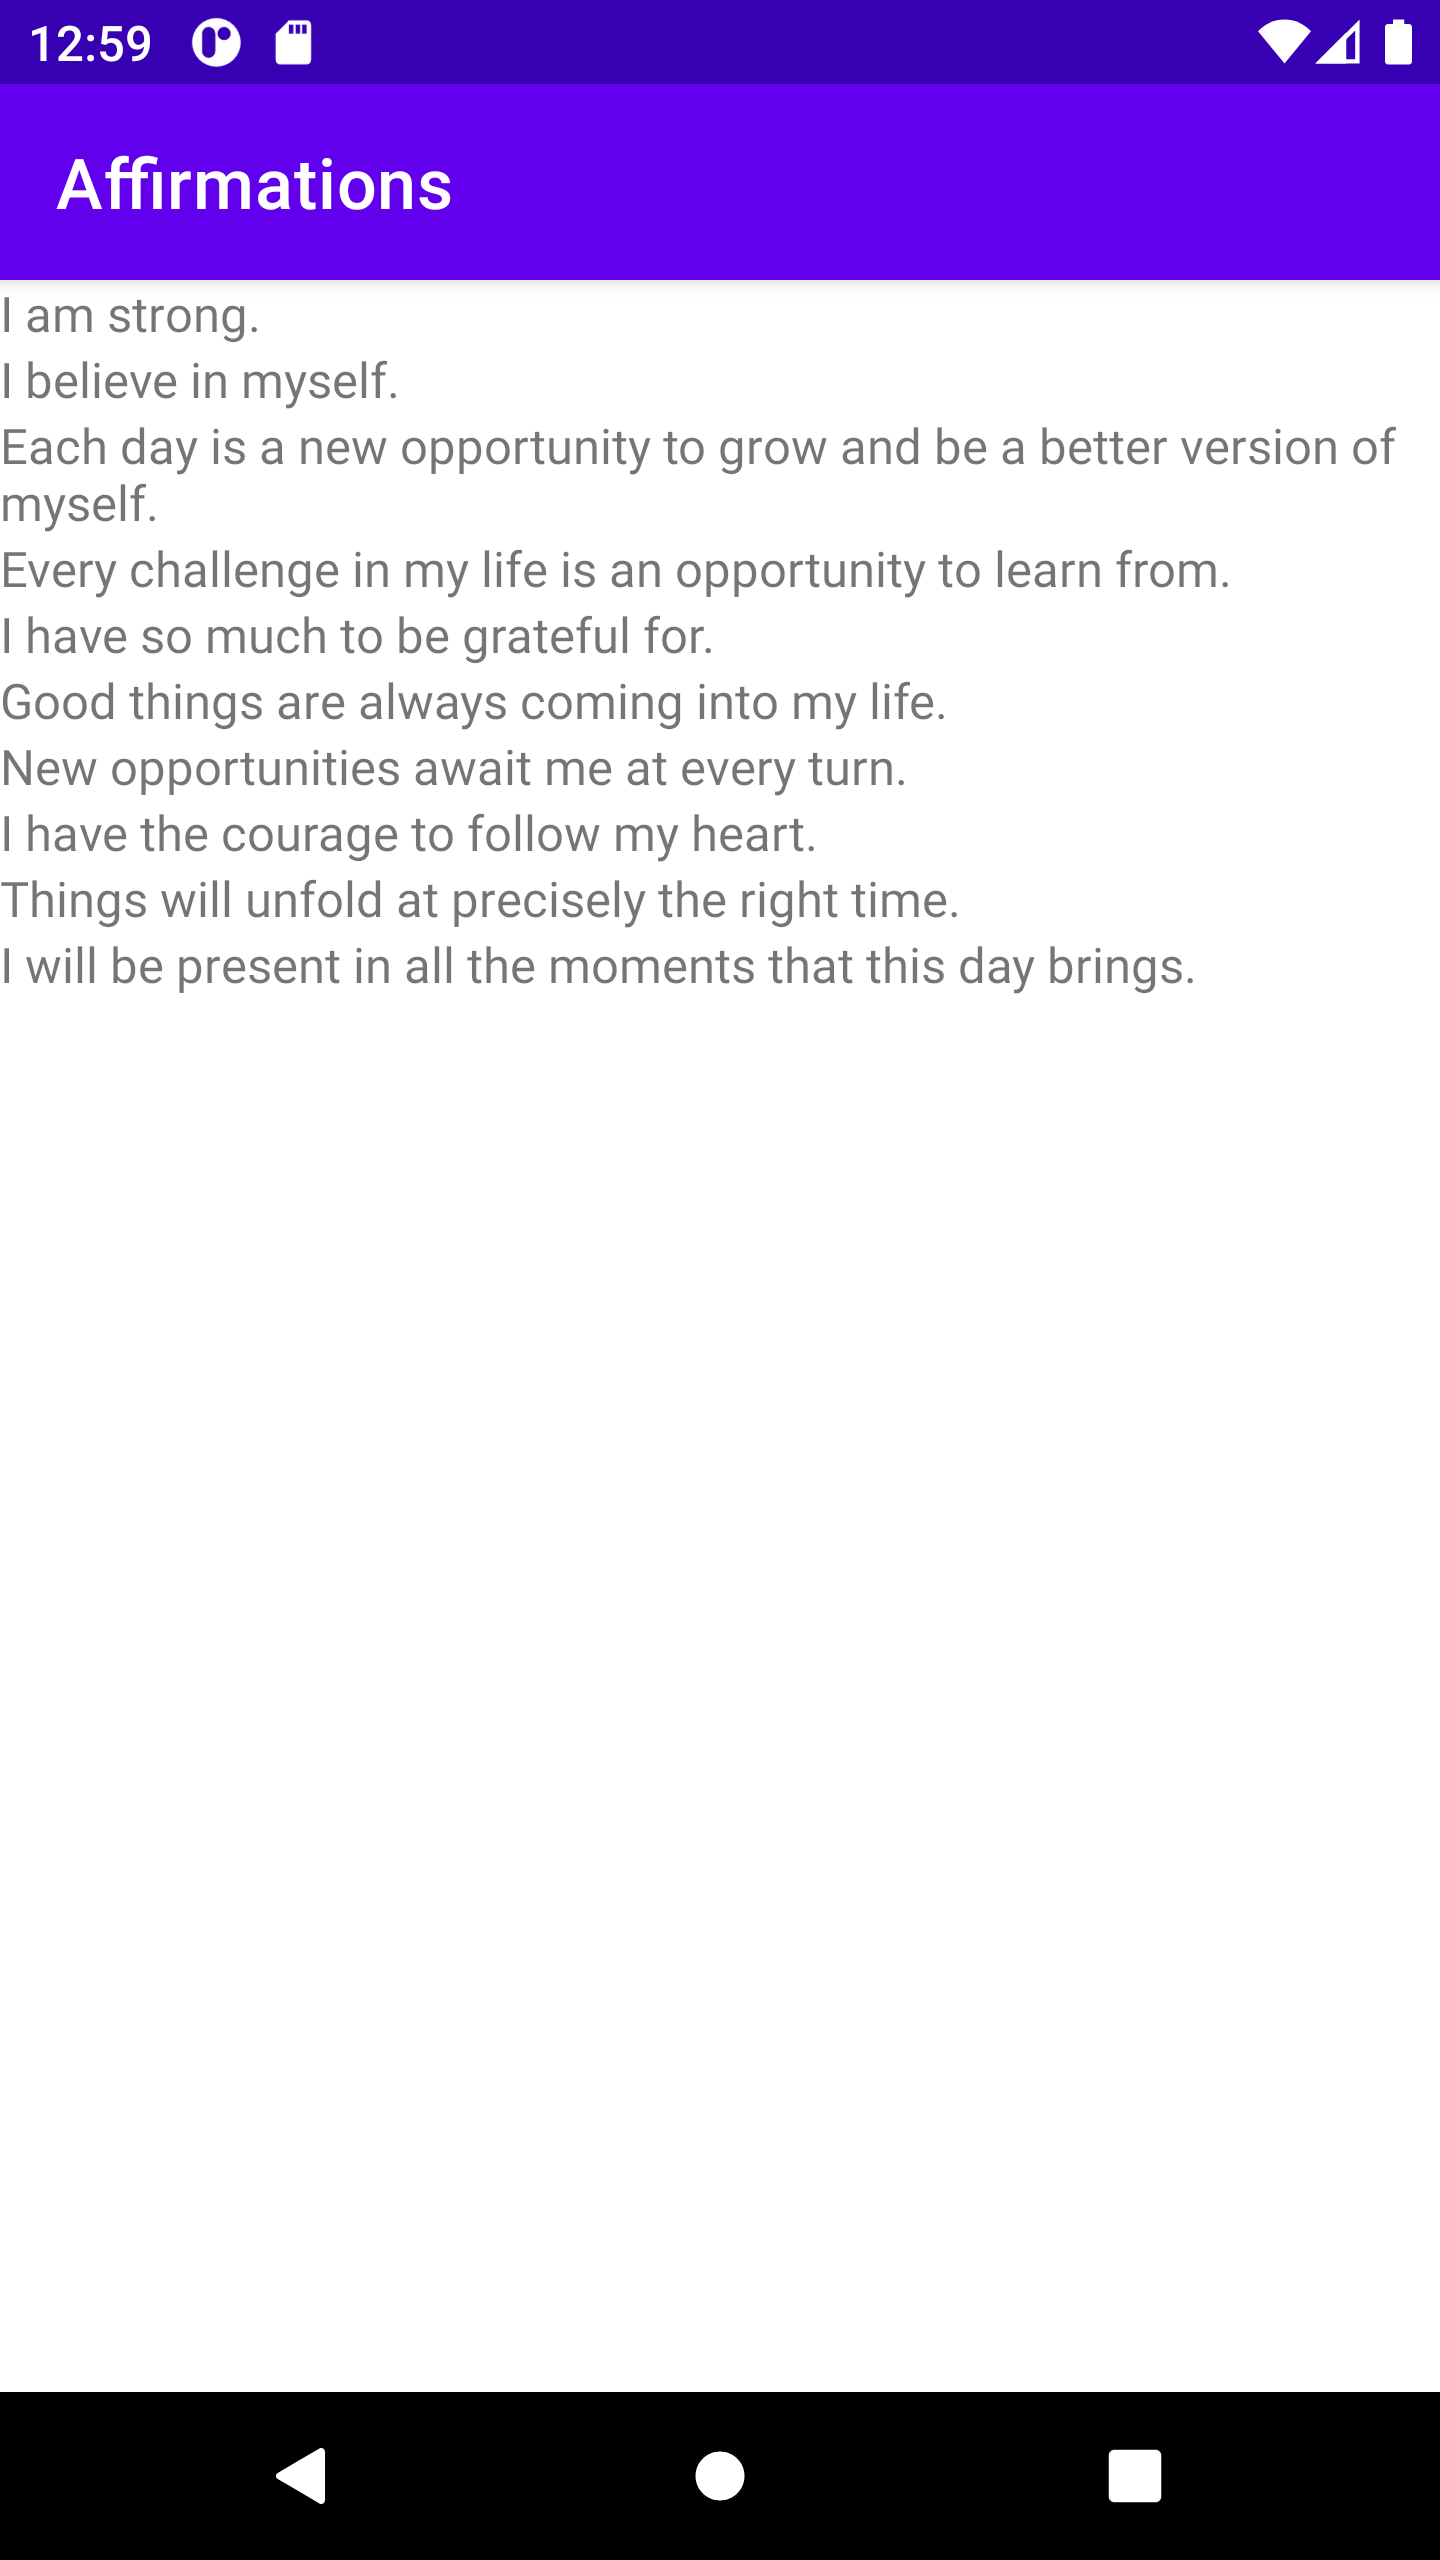 12:59
Affirmations
I am strong.
I believe in myself.
Each day is a new opportunity to grow and be a better version of
myself.
Every challenge in my life is an opportunity to learn from.
I have so much to be grateful for.
Good things are always coming into my life.
New opportunities await me at every turn.
I have the courage to follow my heart.
Things will unfold at precisely the right time.
I will be present in all the moments that this day brings.